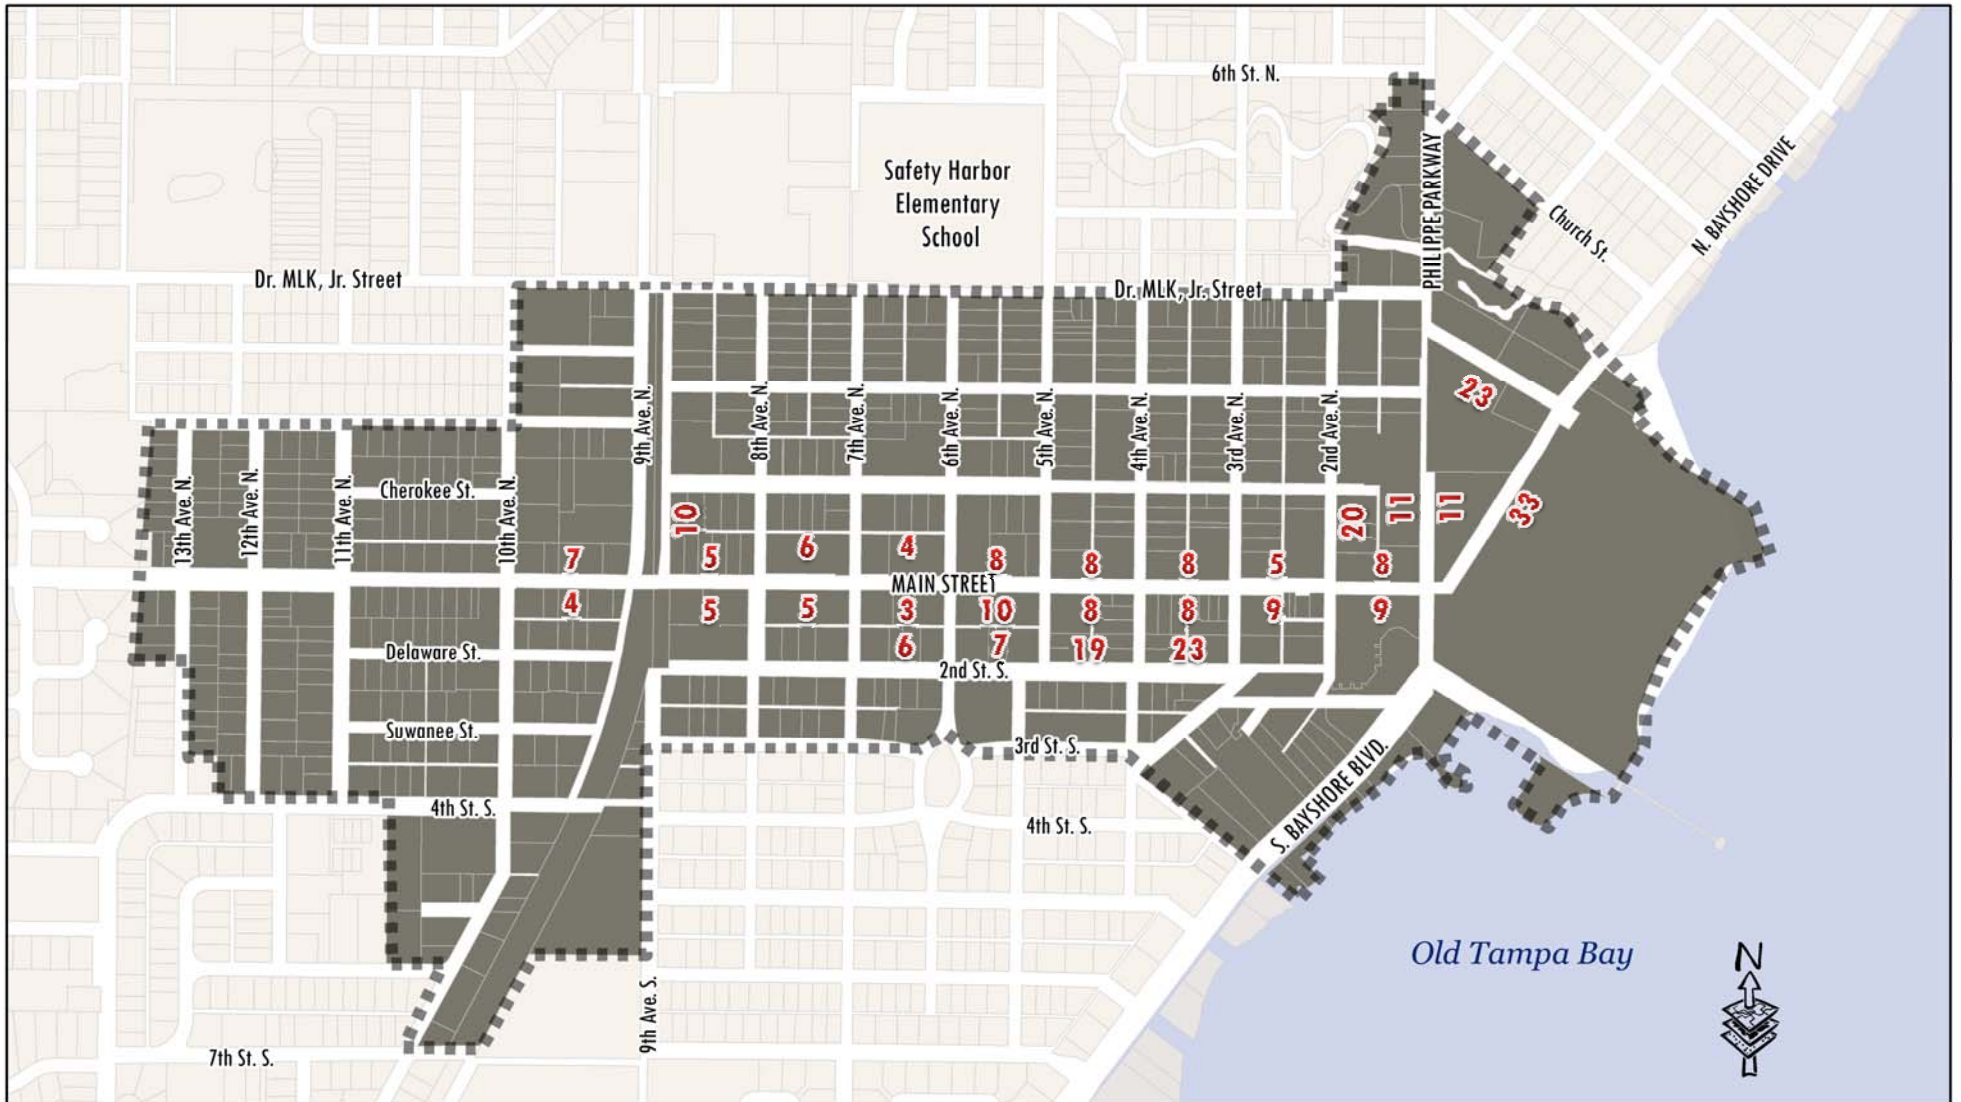 6th St. N.
Safety Harbor
Elementary
School
PHILIPPE PARKWAY
N. BAYSHORE DRIVE
Church St.
Dr. MLK, Jr. Street
Dr. MLK, Jr. Street
23
9th Ave. N.
8th Ave. N.
7th Ave. N.
6th Ave. N.
5th Ave. N.
4th Ave. N.
3rd Ave. N.
2nd Ave. N.
13th Ave. N.
12th Ave. N.
11th Ave. N.
Cherokee St.
10th Ave. N.
10
20
11
11
33
7
5
6
4
8
8
8
5
8
MAIN STREET
4
5
5
3
10
8
8
9
9
Delaware St.
6
7
19
23
2nd St. S.
Suwanee St.
3rd St. S.
S. BAYSHORE BLVD.
4th St. S.
4th St. S.
Old Tampa Bay
N
9th Ave. S.
7th St. S.